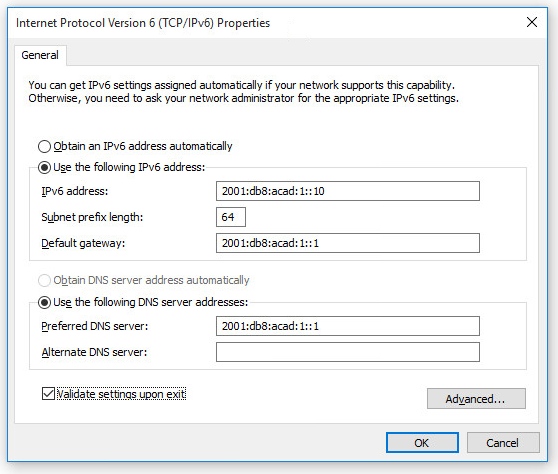 Internet Protocol Version 6 (TCP/IPv6) Properties
General
You can get IPv6 settings assigned automatically if your network supports this capability.
Otherwise, you need to ask your network administrator for the appropriate IPv6 settings.
Obtain an IPv6 address automatically
Use the following IPv6 address:
IPv6 address: 2001:db8:acad:1::10
Subnet prefix length: 64
Default gateway: 2001:db8:acad:1::1
Obtain DNS server address automatically
Use the following DNS server addresses:
Preferred DNS server: 2001:db8:acad:1::1
Alternate DNS server:
Validate settings upon exit
Advanced...
OK Cancel